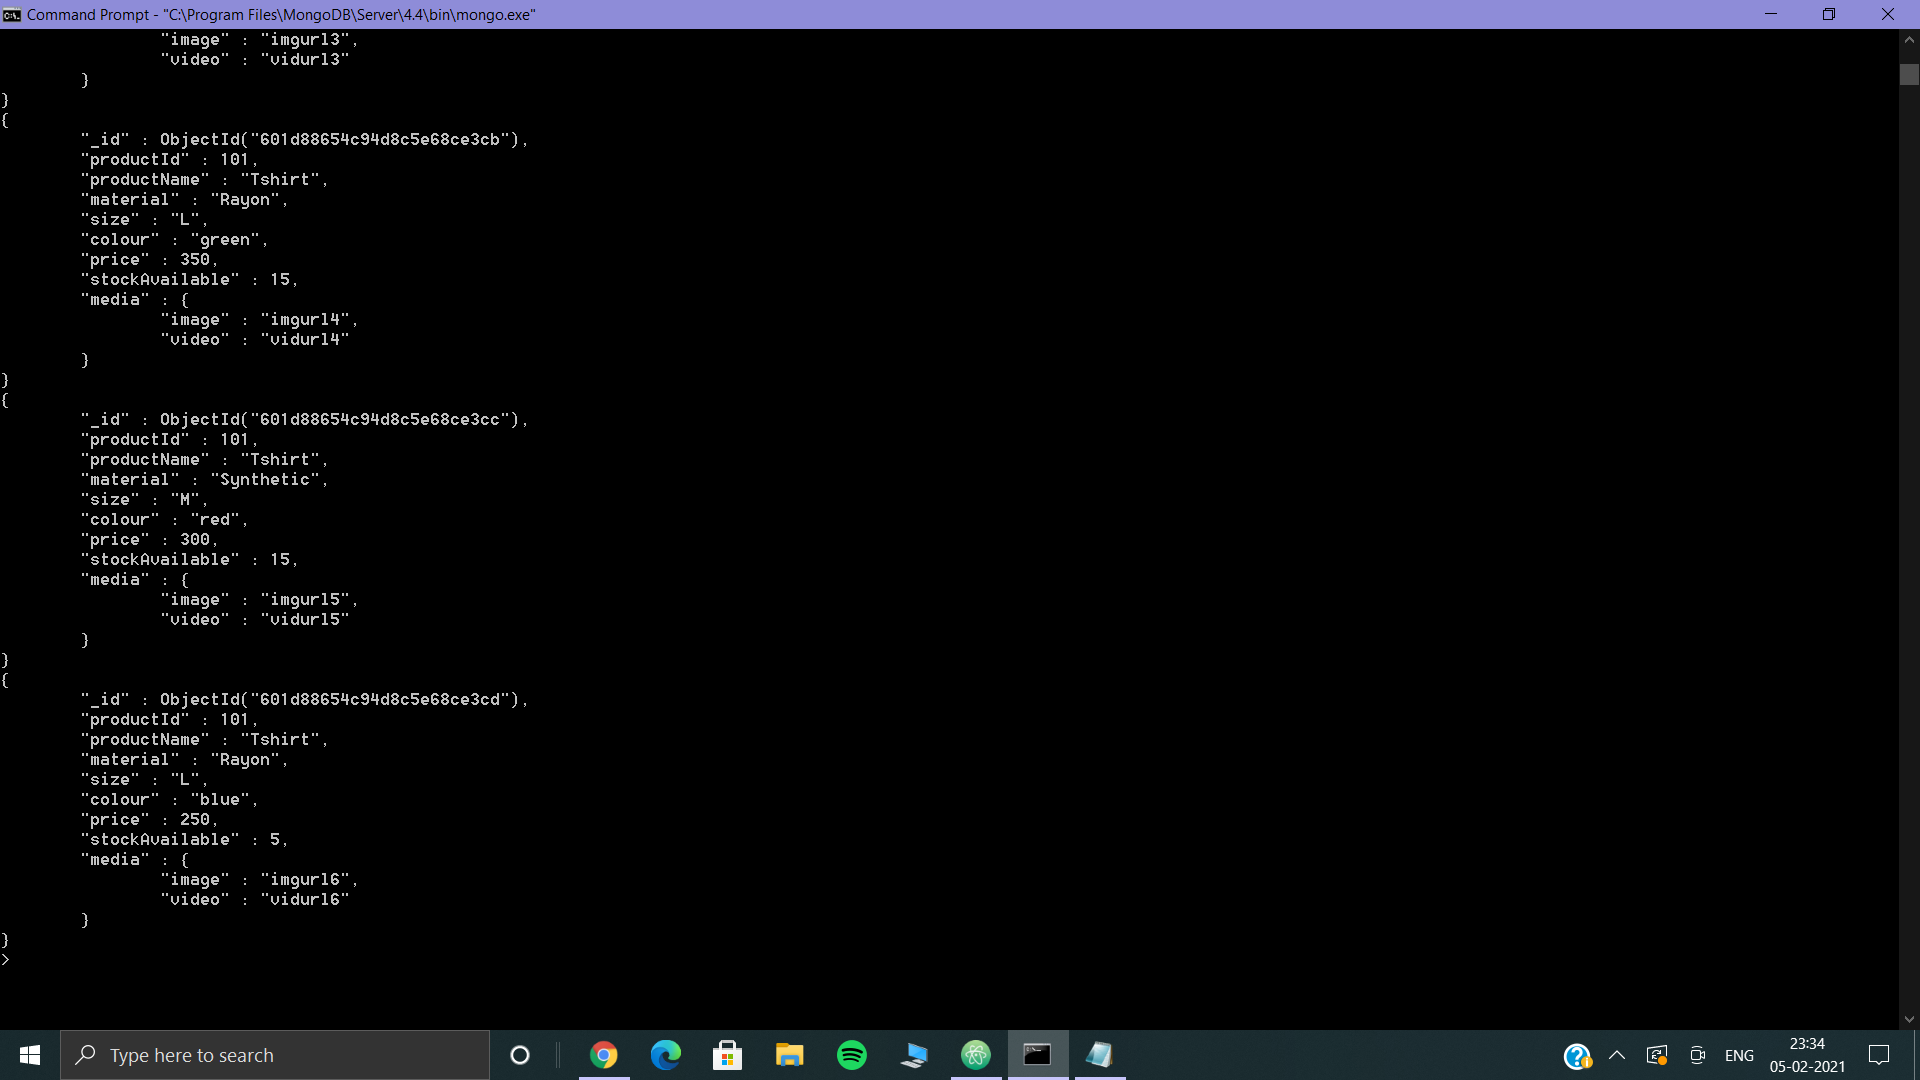 Command Prompt - "C:\Program Files\MongoDB\Server\4.4\bin\mongo.exe"
"image" : "imgurl3",
"video" : "vidurl3"
}
}
{
"_id" : ObjectId("601d88654c94d8c5e68ce3cb"),
"productId" : 101,
"productName" : "Tshirt",
"material" : "Rayon",
"size" : "L",
"colour" : "green",
"price" : 350,
"stockAvailable" : 15,
"media" : {
"image" : "imgurl4",
"video" : "vidurl4"
}
}
{
"_id" : ObjectId("601d88654c94d8c5e68ce3cc"),
"productId" : 101,
"productName" : "Tshirt",
"material" : "Synthetic",
"size" : "M",
"colour" : "red",
"price" : 300,
"stockAvailable" : 15,
"media" : {
"image" : "imgurl5",
"video" : "vidurl5"
}
}
{
"_id" : ObjectId("601d88654c94d8c5e68ce3cd"),
"productId" : 101,
"productName" : "Tshirt",
"material" : "Rayon",
"size" : "L",
"colour" : "blue",
"price" : 250,
"stockAvailable" : 5,
"media" : {
"image" : "imgurl6",
"video" : "vidurl6"
}
}
>
Type here to search
ENG
23:34
05-02-2021